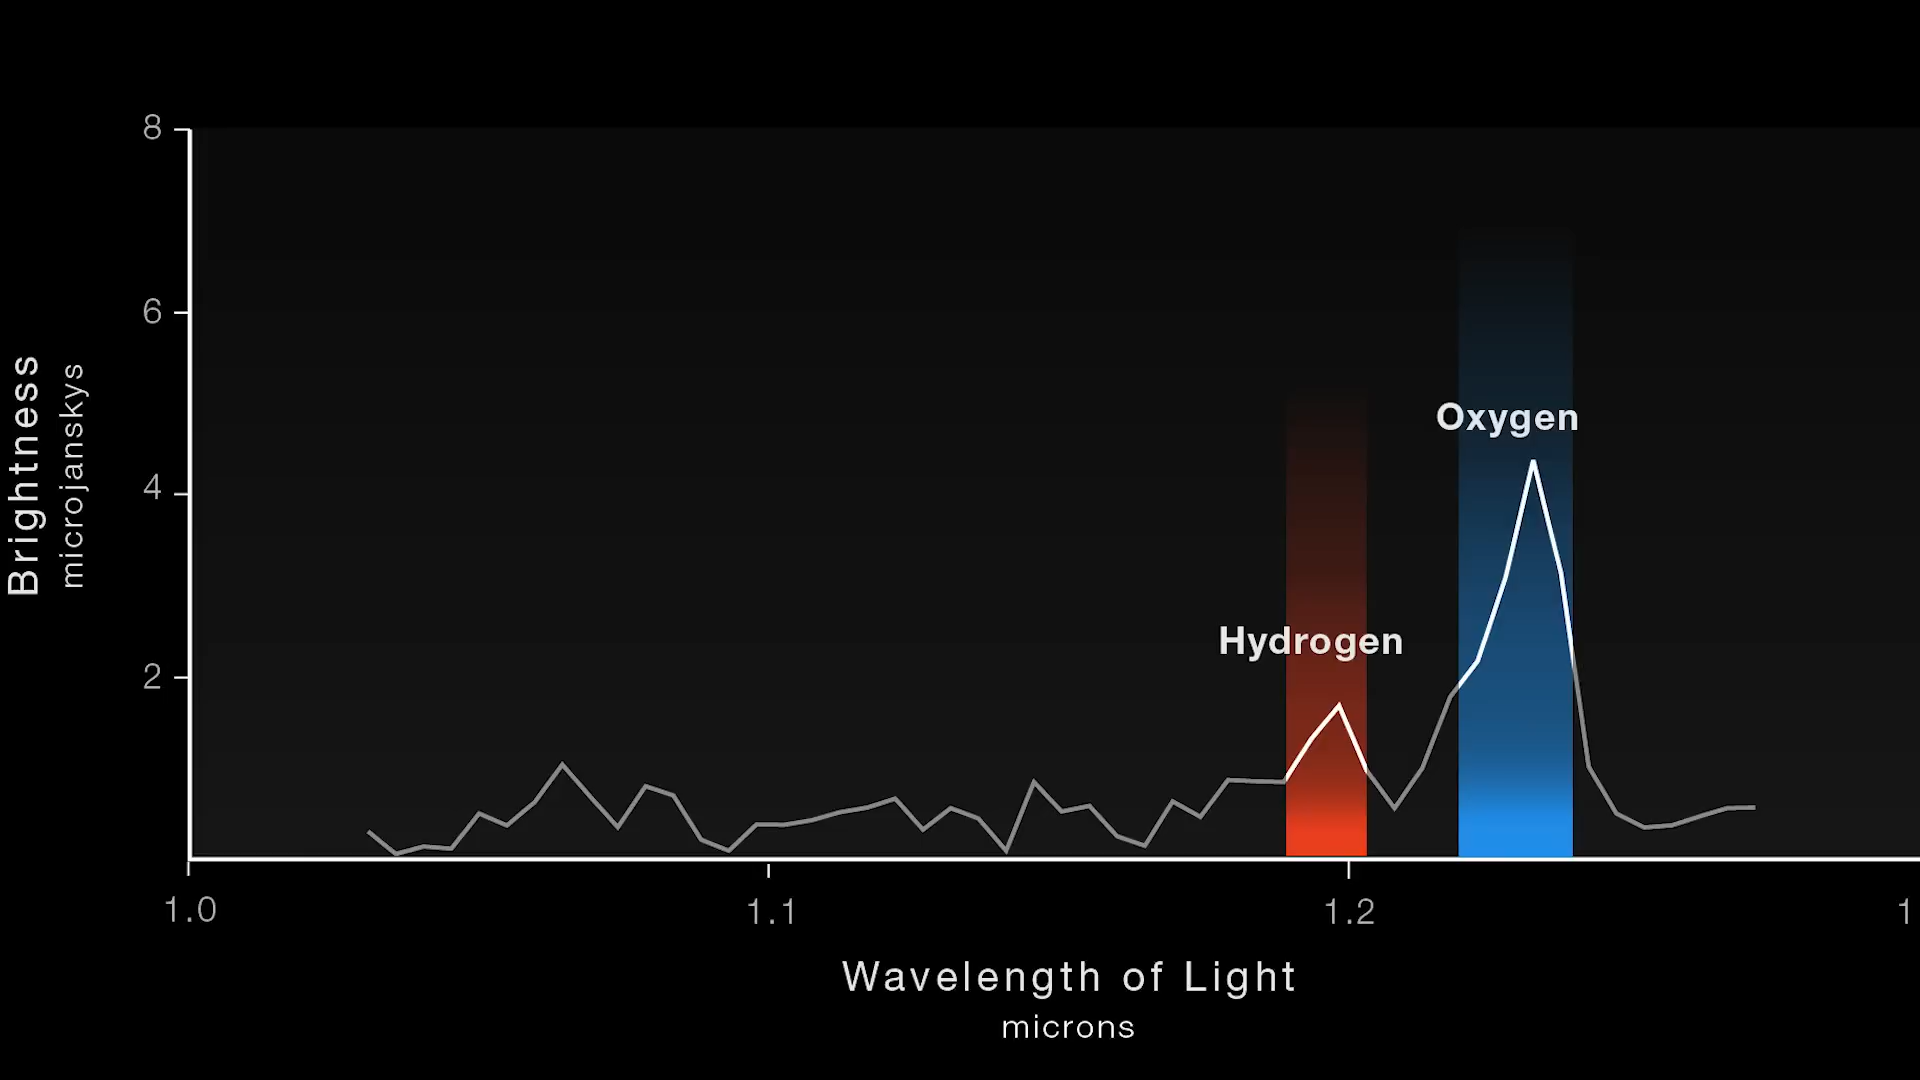 8
6
4
2
Brightness
microjanskys
Oxygen
Hydrogen
1.0
1.1
1.2
1
Wavelength of Light
microns